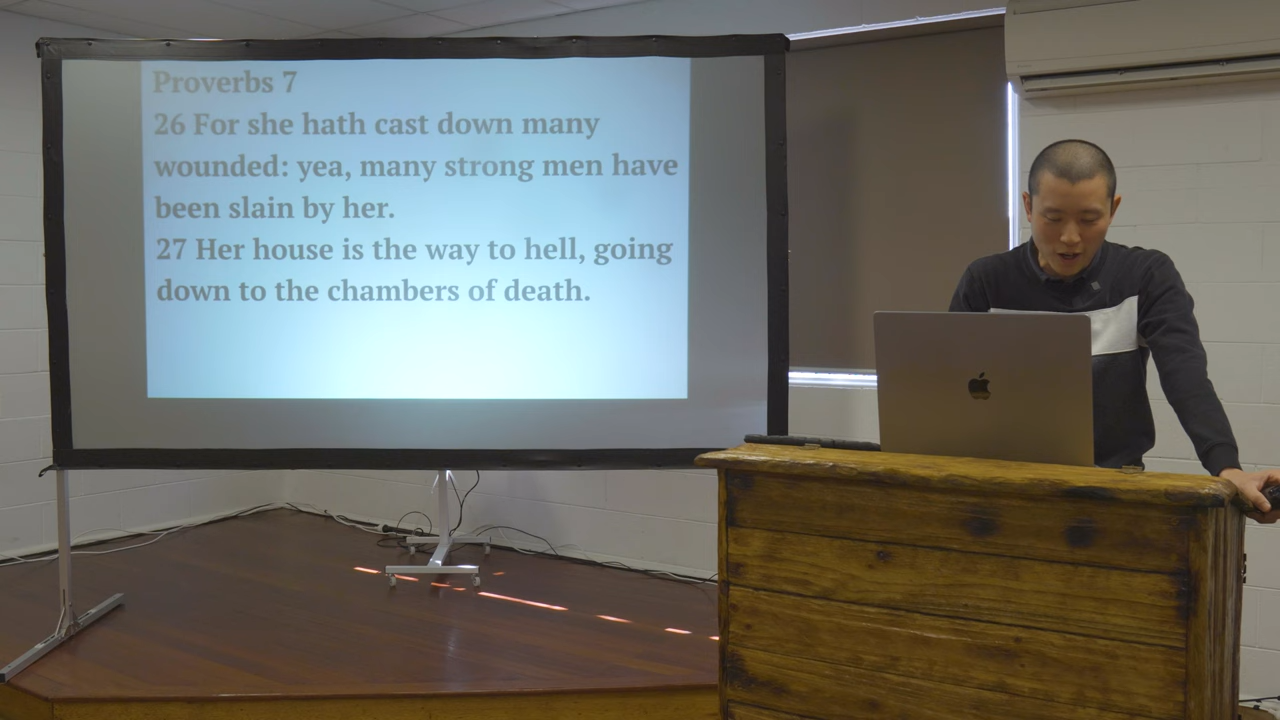 Proverbs 7
26 For she hath cast down many
wounded: yea, many strong men have
been slain by her.
27 Her house is the way to hell, going
down to the chambers of death.